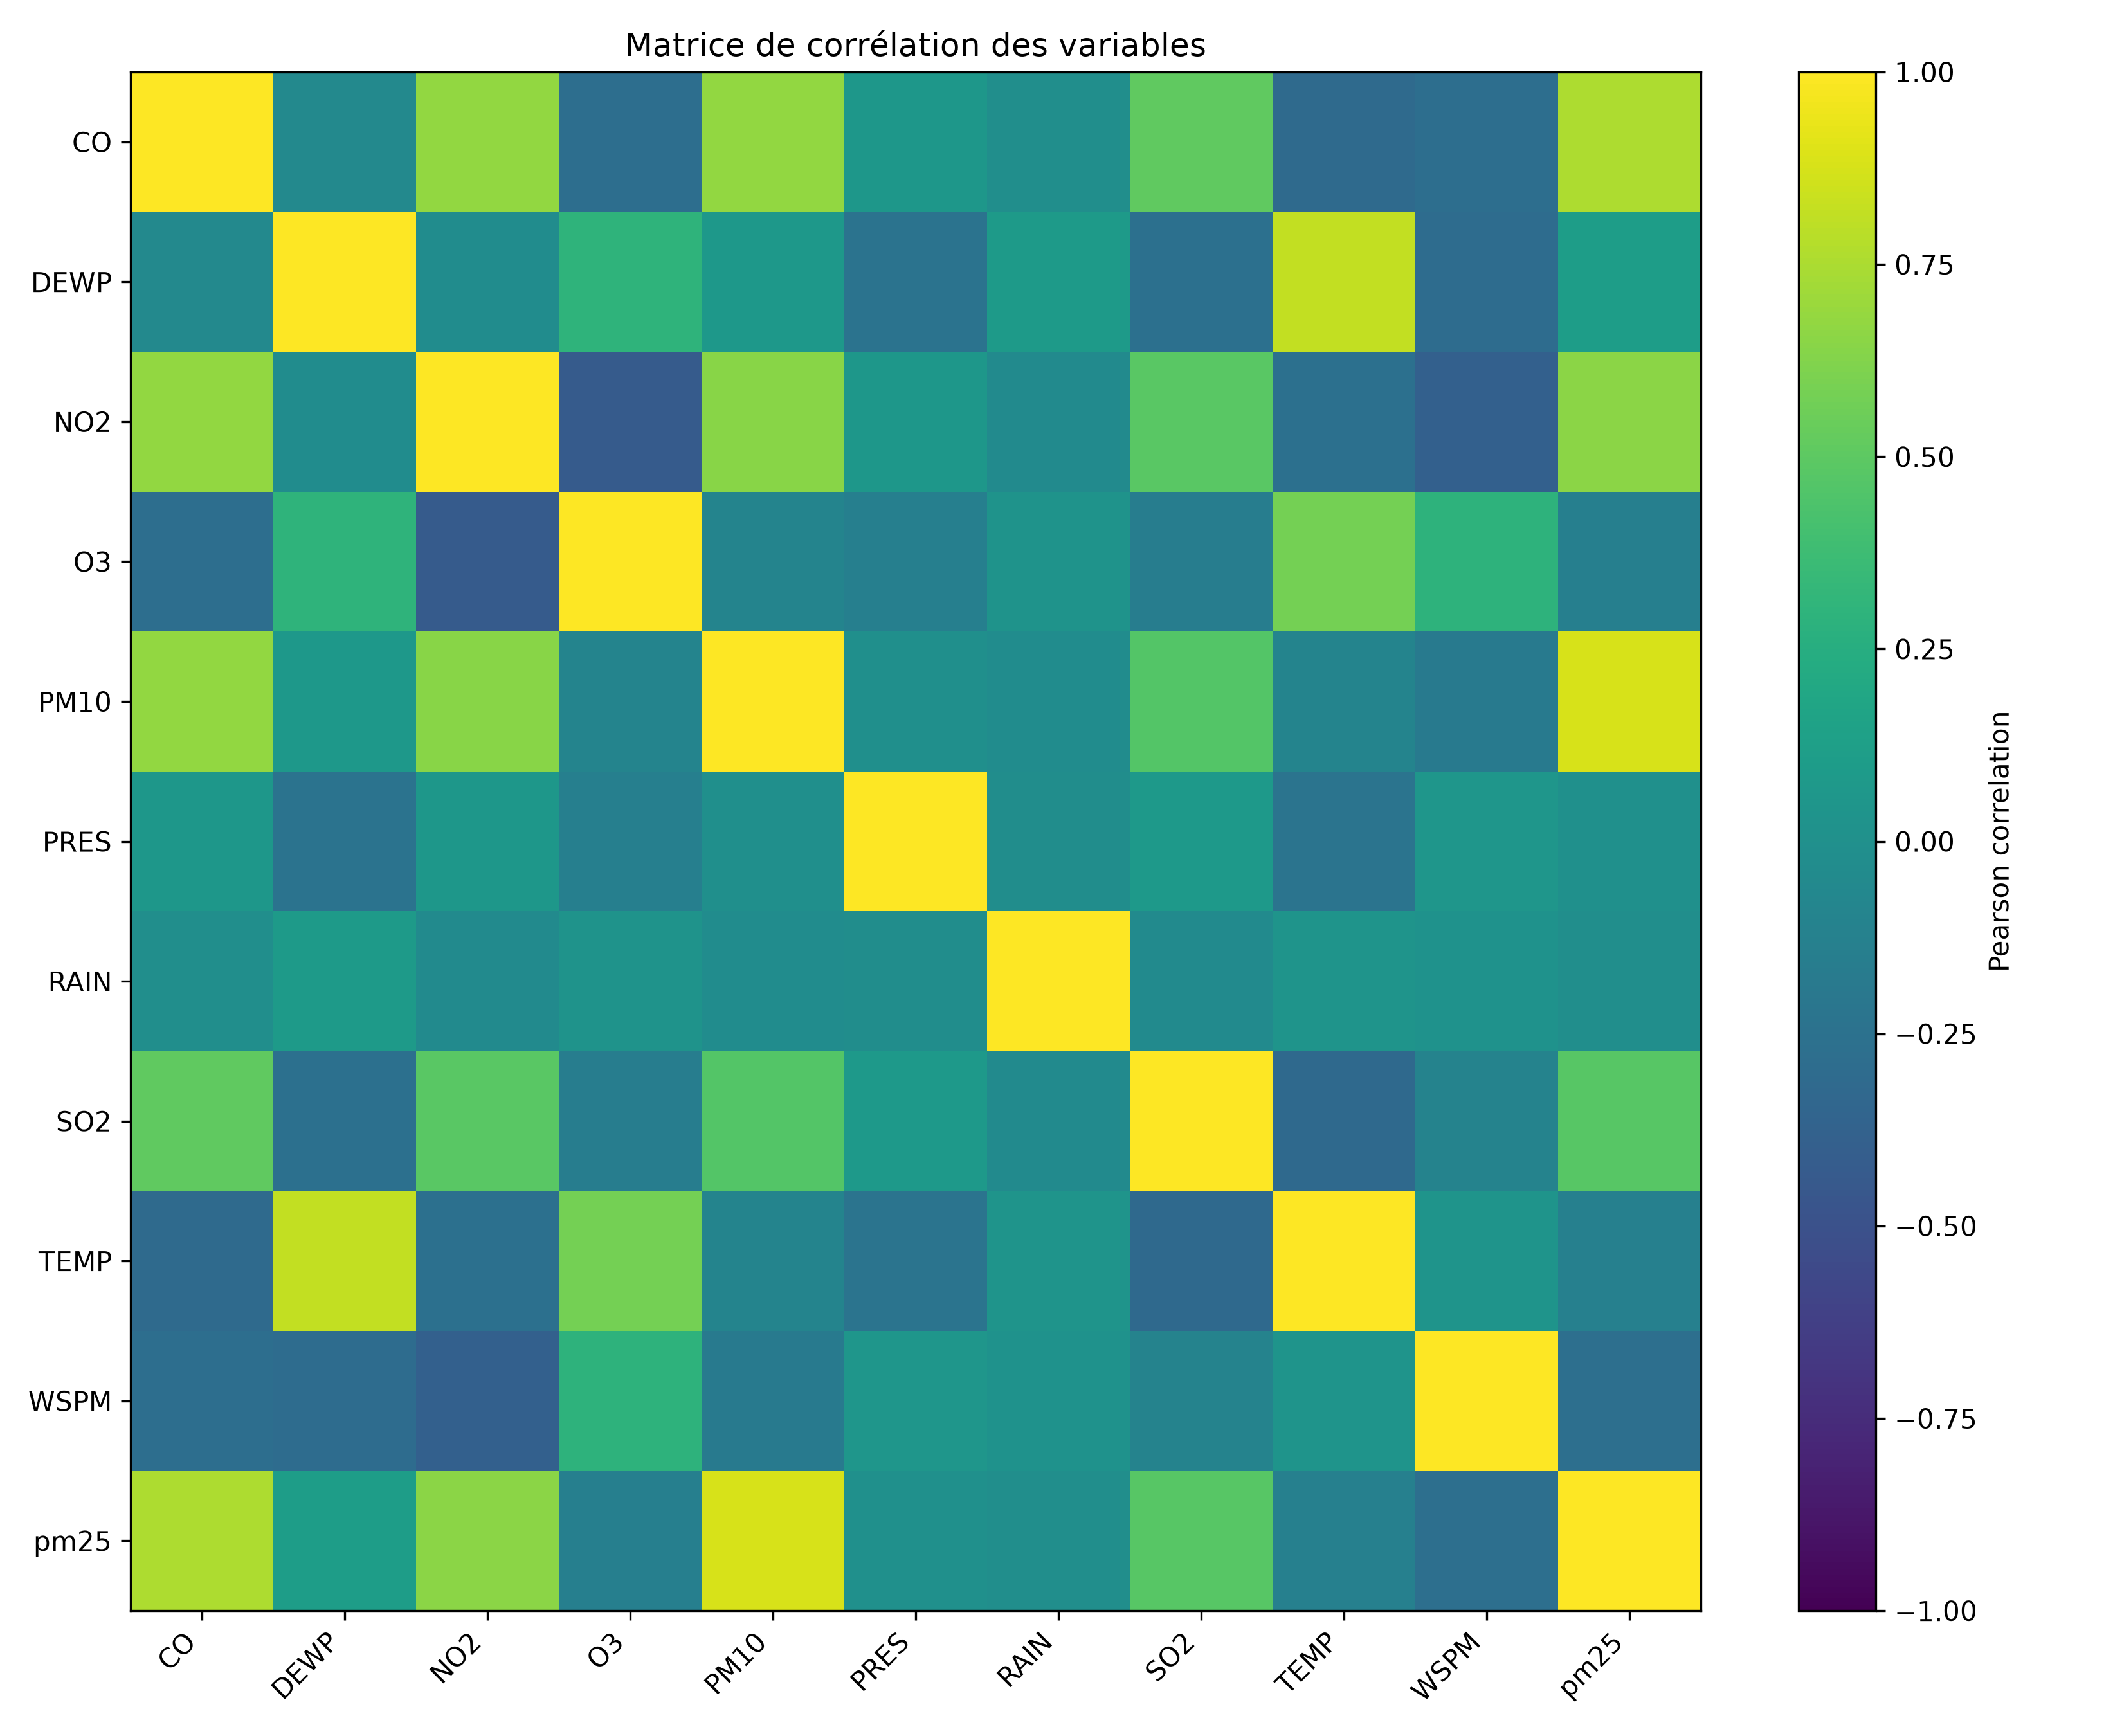 Matrice de corrélation des variables
CO
DEWP
NO2
O3
PM10
PRES
RAIN
SO2
TEMP
WSPM
pm25
CO
DEWP
NO2
O3
PM10
PRES
RAIN
SO2
TEMP
WSPM
pm25
1.00
0.75
0.50
0.25
0.00
−0.25
−0.50
−0.75
−1.00
Pearson correlation